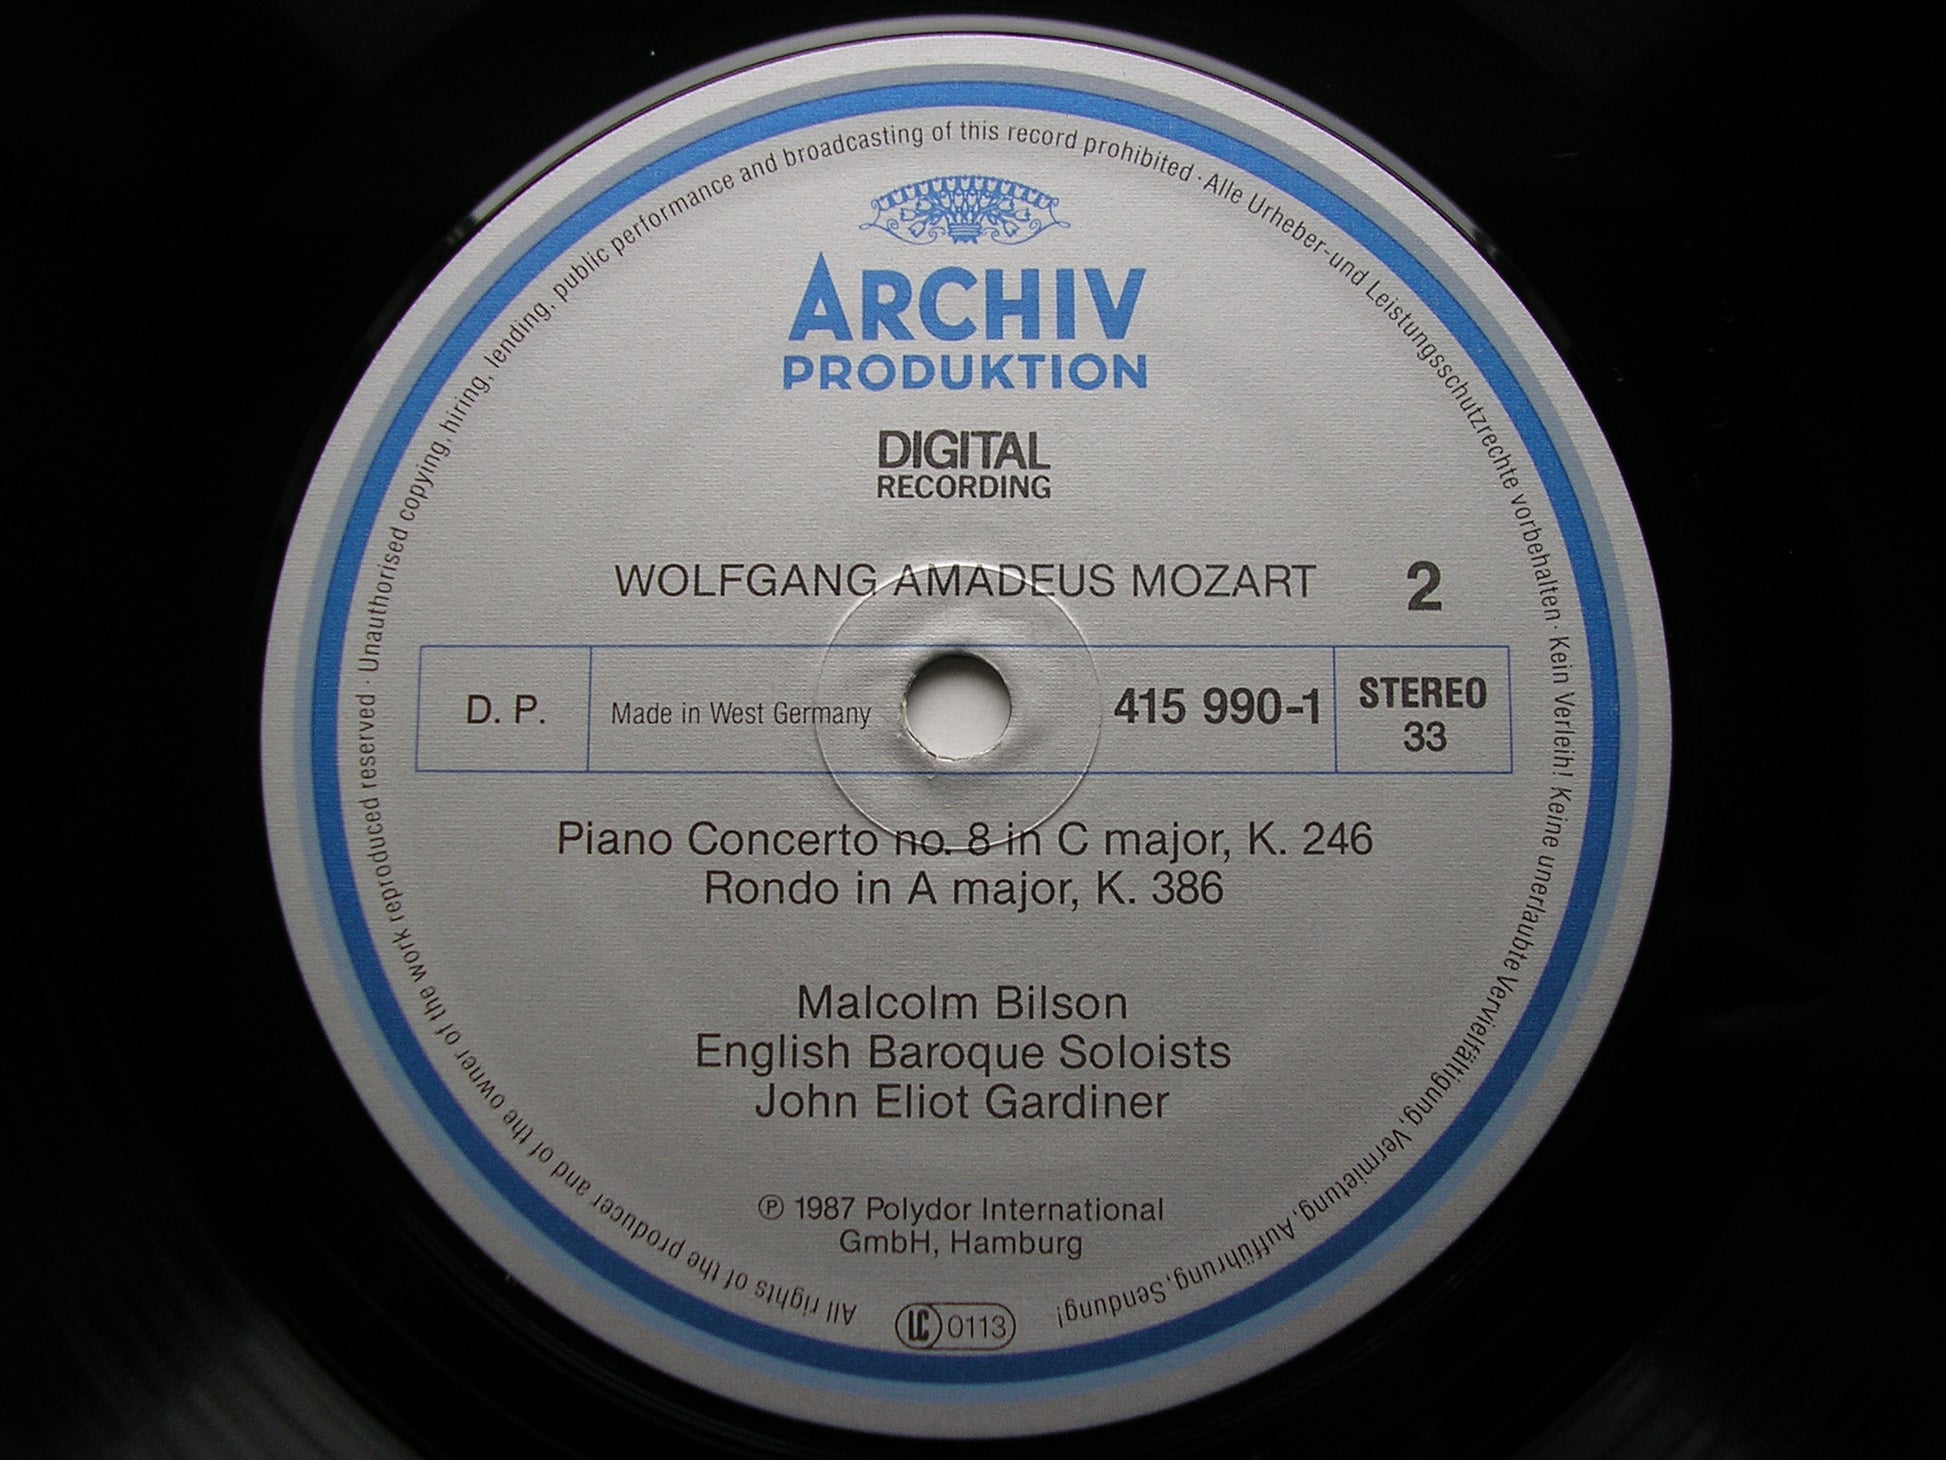 All rights of the producer and of the owner of the work reproduced reserved · Unauthorised copying, hiring, lending, public performance and broadcasting of this record prohibited · Alle Urheber-und Leistungsschutzrechte vorbehalten · Kein Verleih! Keine unerlaubte Vervielfältigung, Vermietung, Aufführung, Sendung!
ARCHIV
PRODUKTION
DIGITAL
RECORDING
WOLFGANG AMADEUS MOZART 2
D. P. Made in West Germany 415 990-1 STEREO
33
Piano Concerto no. 8 in C major, K. 246
Rondo in A major, K. 386
Malcolm Bilson
English Baroque Soloists
John Eliot Gardiner
℗ 1987 Polydor International
GmbH, Hamburg
LC 0113